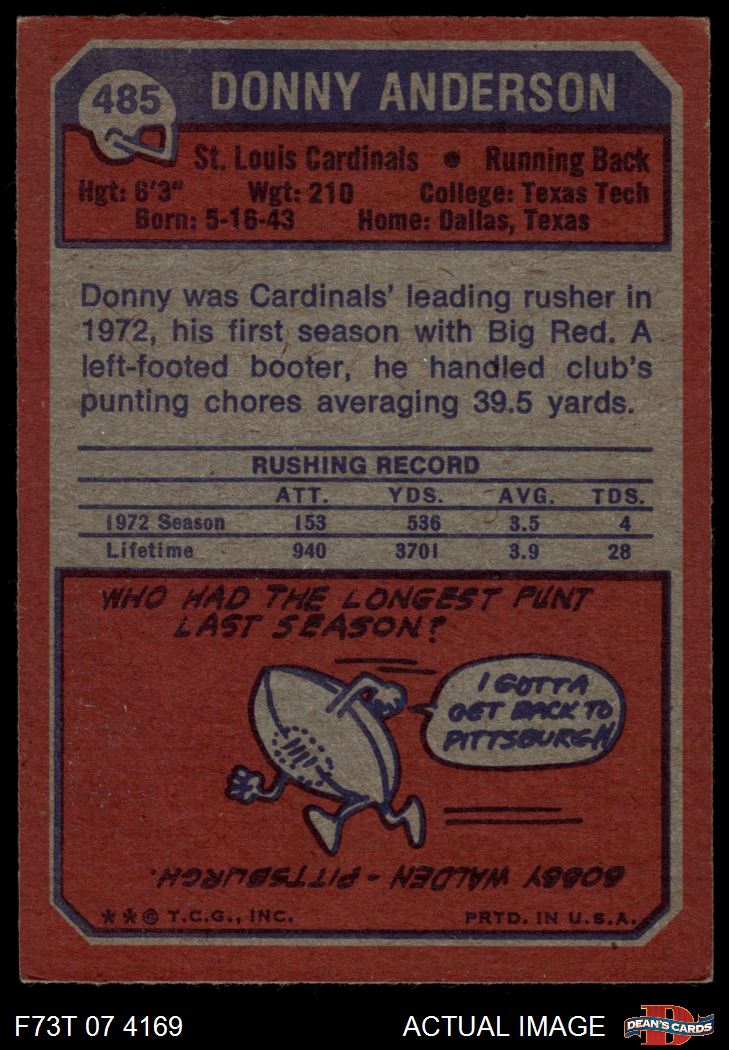 485
DONNY ANDERSON
St. Louis Cardinals • Running Back
Hgt: 6'3" Wgt: 210 College: Texas Tech
Born: 5-16-43 Home: Dallas, Texas
Donny was Cardinals' leading rusher in
1972, his first season with Big Red. A
left-footed booter, he handled club's
punting chores averaging 39.5 yards.
RUSHING RECORD
ATT. YDS. AVG. TDS.
1972 Season 153 536 3.5 4
Lifetime 940 3701 3.9 28
WHO HAD THE LONGEST PUNT
LAST SEASON?
I GOTTA
GET BACK TO
PITTSBURGH
BOBBY WALDEN - PITTSBURGH.
**© T.C.G., INC. PRTD. IN U.S.A.
F73T 07 4169 ACTUAL IMAGE
D
DEAN'S CARDS